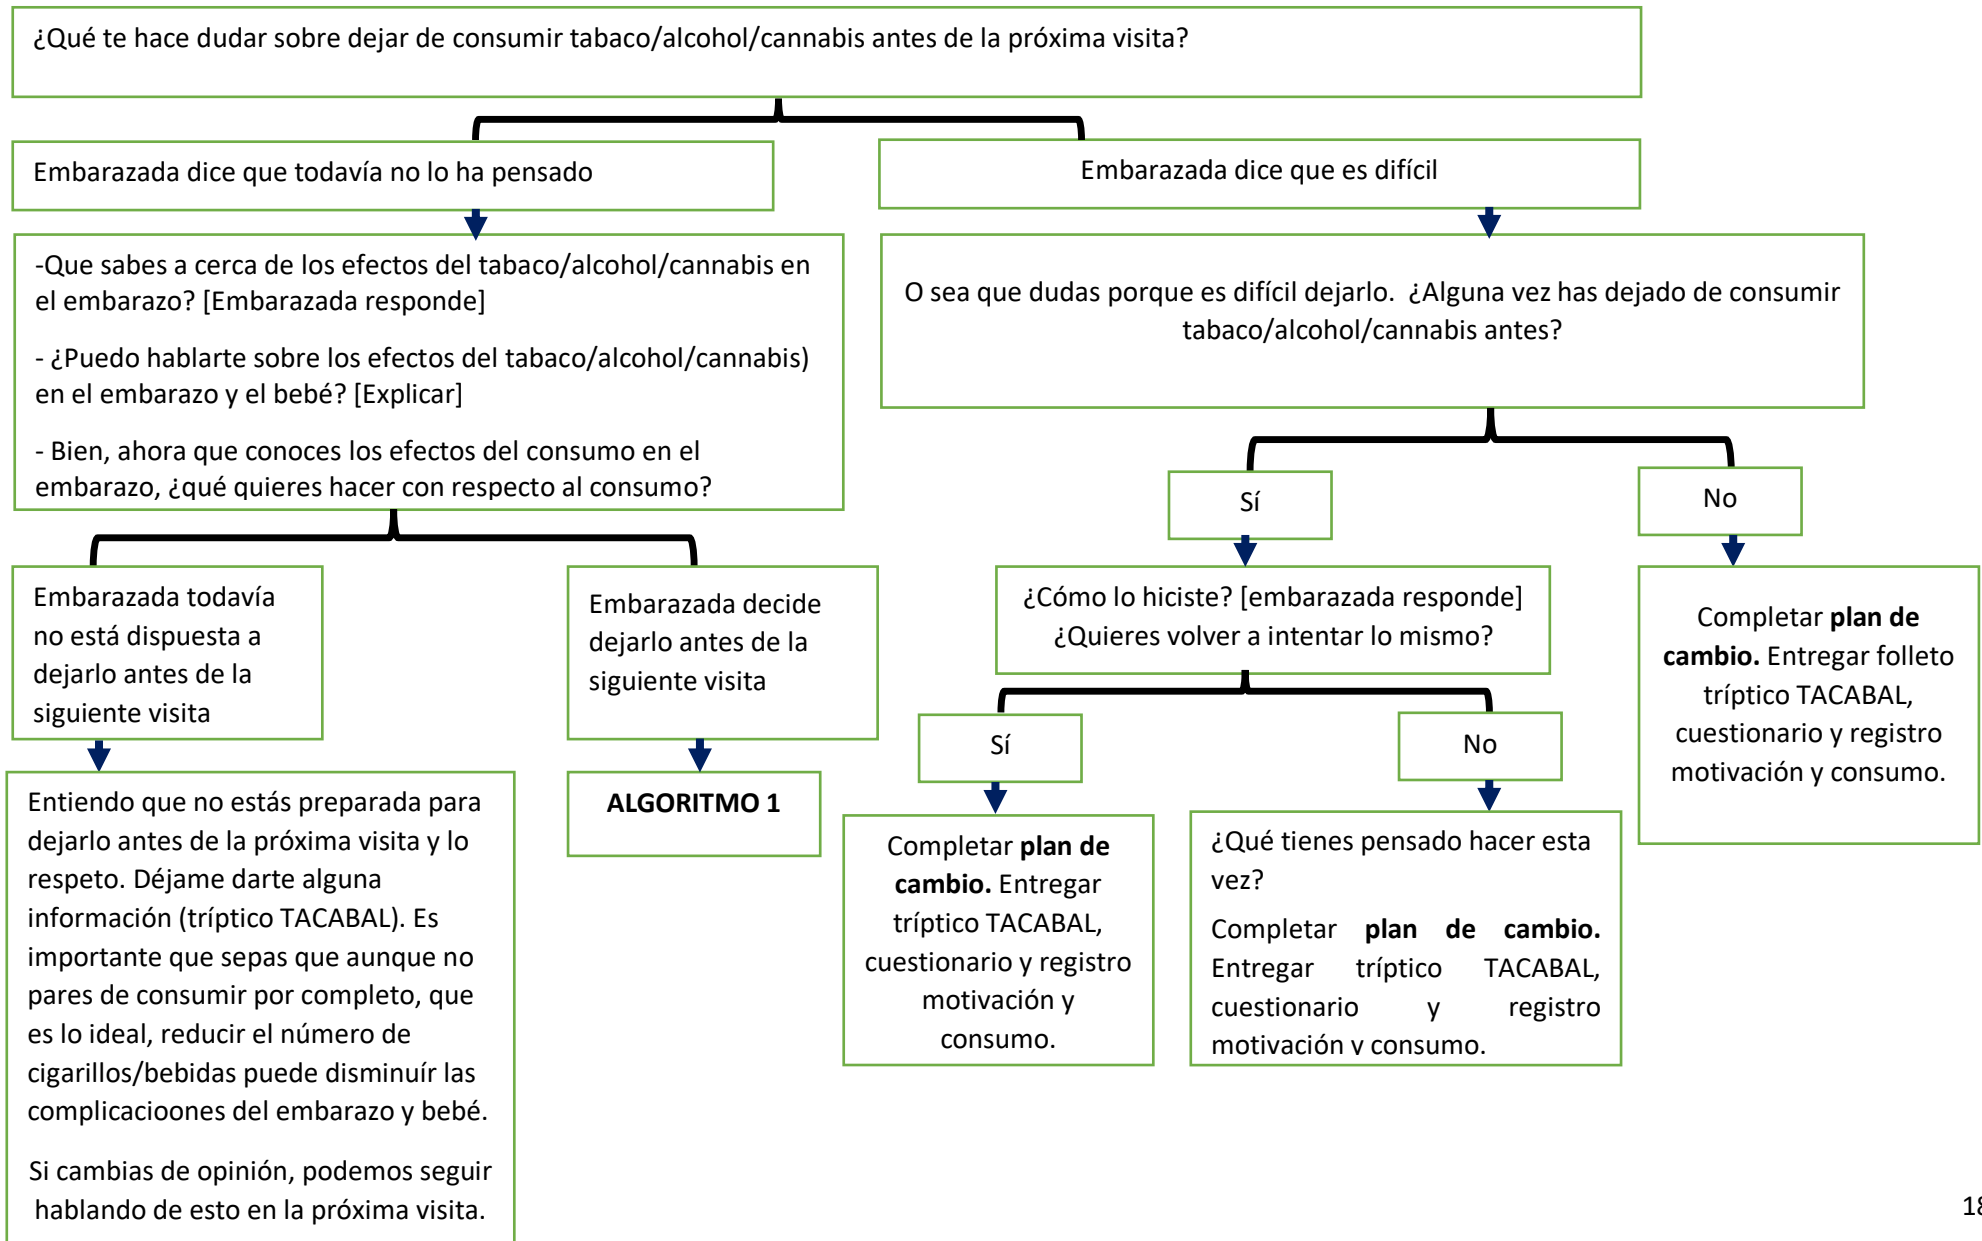 ¿Qué te hace dudar sobre dejar de consumir tabaco/alcohol/cannabis antes de la próxima visita?
Embarazada dice que todavía no lo ha pensado
Embarazada dice que es difícil
-Que sabes a cerca de los efectos del tabaco/alcohol/cannabis en
el embarazo? [Embarazada responde]
- ¿Puedo hablarte sobre los efectos del tabaco/alcohol/cannabis)
en el embarazo y el bebé? [Explicar]
- Bien, ahora que conoces los efectos del consumo en el
embarazo, ¿qué quieres hacer con respecto al consumo?
O sea que dudas porque es difícil dejarlo.  ¿Alguna vez has dejado de consumir
tabaco/alcohol/cannabis antes?
Sí
No
Embarazada todavía
no está dispuesta a
dejarlo antes de la
siguiente visita
Embarazada decide
dejarlo antes de la
siguiente visita
¿Cómo lo hiciste? [embarazada responde]
¿Quieres volver a intentar lo mismo?
Completar plan de
cambio. Entregar folleto
tríptico TACABAL,
cuestionario y registro
motivación y consumo.
Sí
No
Entiendo que no estás preparada para
dejarlo antes de la próxima visita y lo
respeto. Déjame darte alguna
información (tríptico TACABAL). Es
importante que sepas que aunque no
pares de consumir por completo, que
es lo ideal, reducir el número de
cigarillos/bebidas puede disminuír las
complicacioones del embarazo y bebé.
Si cambias de opinión, podemos seguir
hablando de esto en la próxima visita.
ALGORITMO 1
Completar plan de
cambio. Entregar
tríptico TACABAL,
cuestionario y registro
motivación y
consumo.
¿Qué tienes pensado hacer esta
vez?
Completar plan de cambio.
Entregar tríptico TACABAL,
cuestionario y registro
motivación y consumo.
18